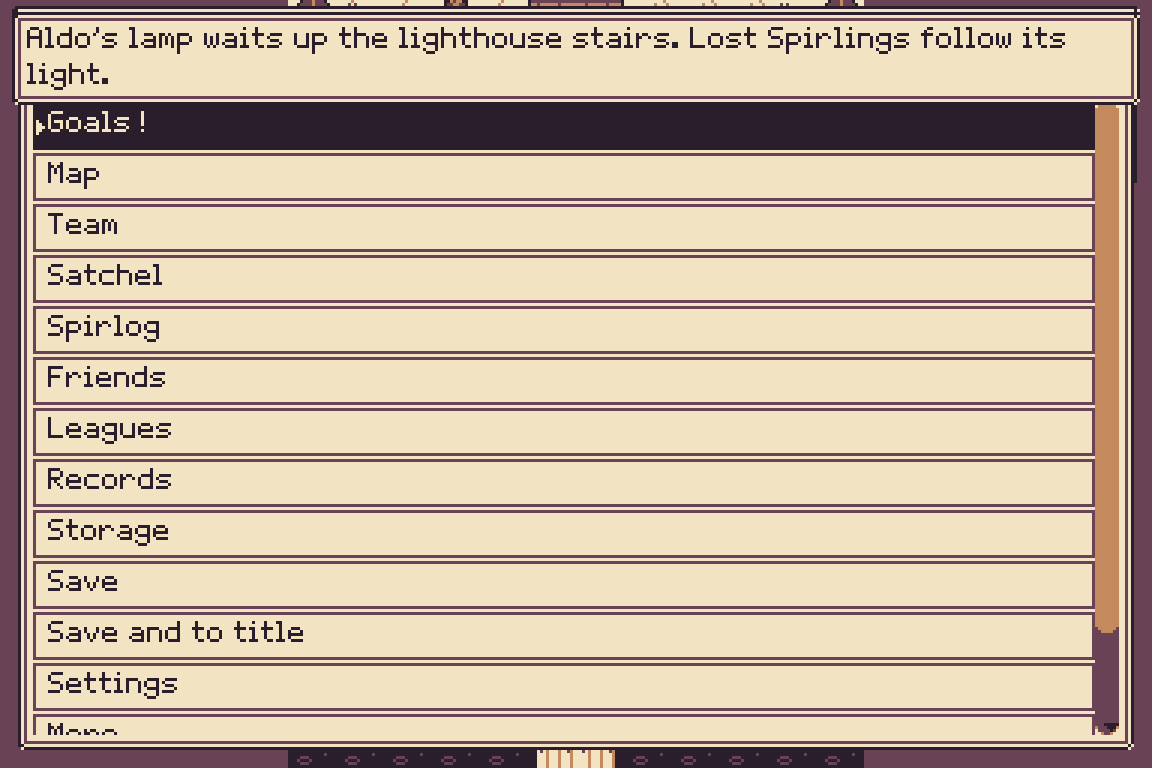 Aldo's lamp waits up the lighthouse stairs. Lost Spirlings follow its
light.
Goals !
Map
Team
Satchel
Spirlog
Friends
Leagues
Records
Storage
Save
Save and to title
Settings